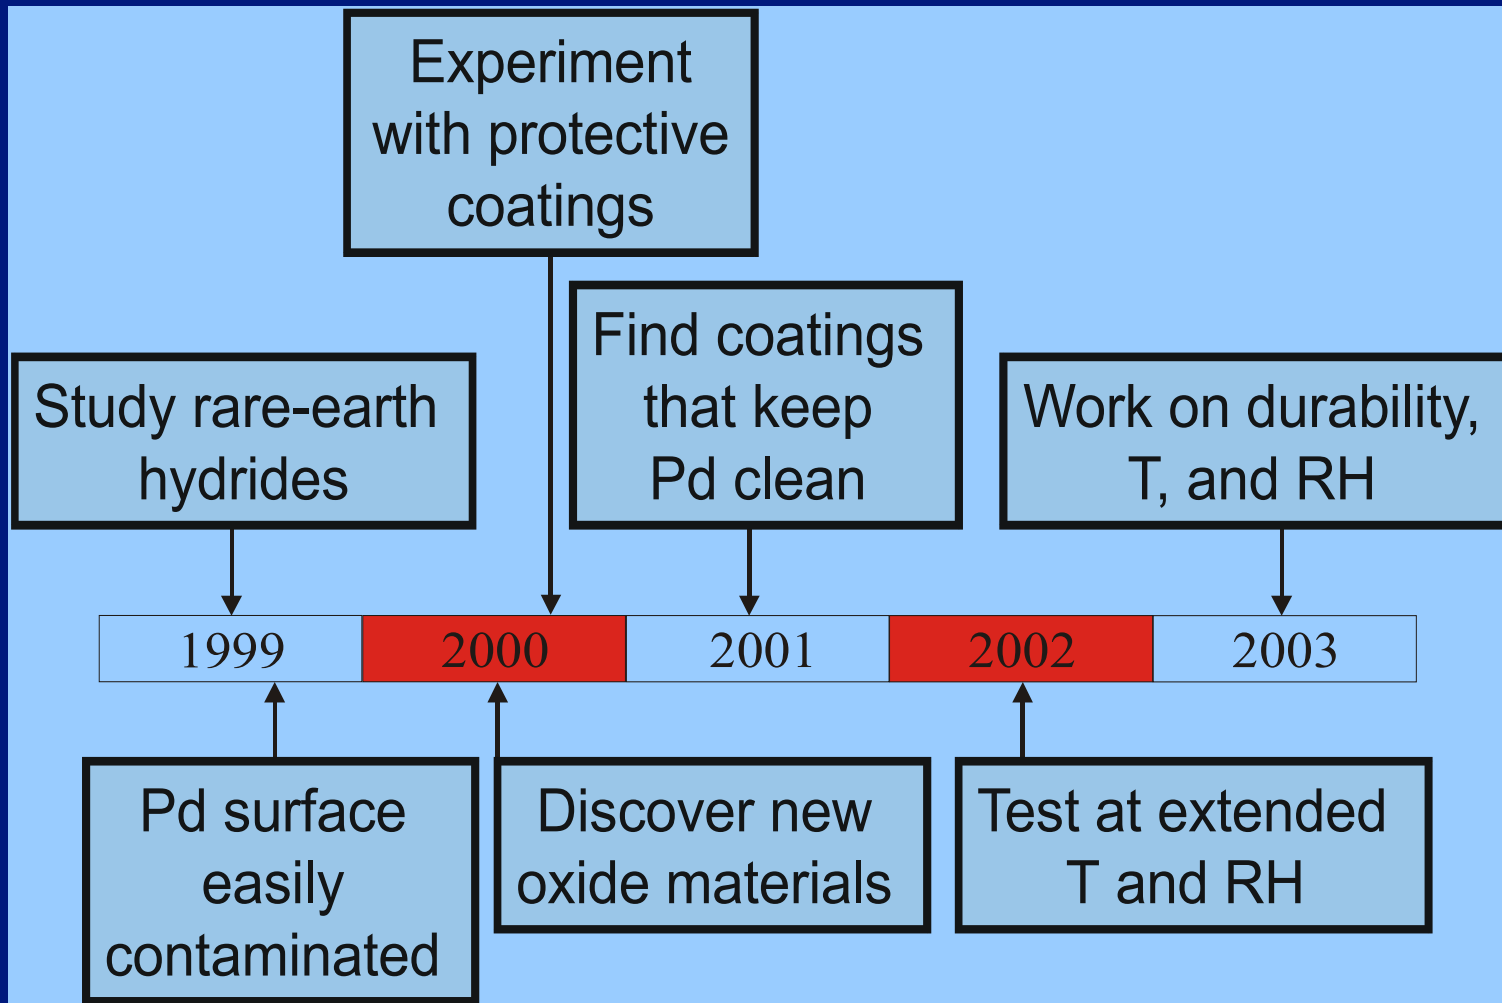 Experiment
with protective
coatings
Find coatings
that keep
Pd clean
Study rare-earth
hydrides
Work on durability,
T, and RH
1999 2000 2001 2002 2003
Pd surface
easily
contaminated
Discover new
oxide materials
Test at extended
T and RH